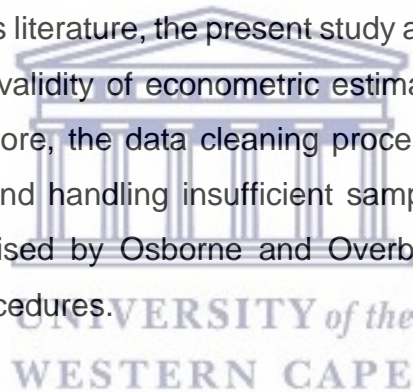 s literature, the present study a
validity of econometric estima
ore, the data cleaning proce
nd handling insufficient samp
ised by Osborne and Overb
cedures.
UNIVERSITY of the
WESTERN CAPE